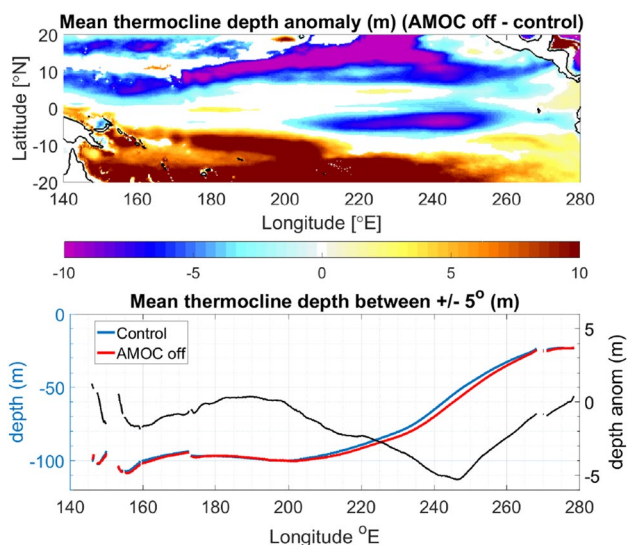 Mean thermocline depth anomaly (m) (AMOC off - control)
20
10
0
-10
-20
Latitude [°N]
140 160 180 200 220 240 260 280
Longitude [°E]
-10 -5 0 5 10
Mean thermocline depth between +/- 5° (m)
0
-50
-100
depth (m)
Control
AMOC off
5
0
-5
depth anom (m)
140 160 180 200 220 240 260 280
Longitude °E